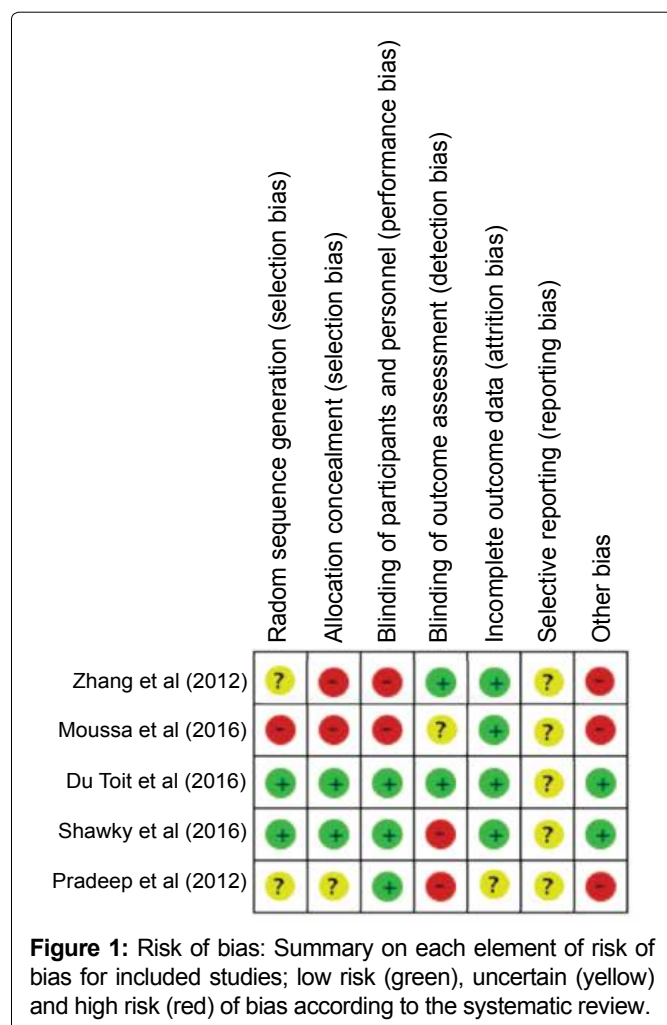 Radom sequence generation (selection bias)
Allocation concealment (selection bias)
Blinding of participants and personnel (performance bias)
Blinding of outcome assessment (detection bias)
Incomplete outcome data (attrition bias)
Selective reporting (reporting bias)
Other bias
Zhang et al (2012) ? - - + + ? -
Moussa et al (2016) - - - ? + ? -
Du Toit et al (2016) + + + + + ? +
Shawky et al (2016) + + + - + ? +
Pradeep et al (2012) ? ? + - ? ? -
Figure 1: Risk of bias: Summary on each element of risk of
bias for included studies; low risk (green), uncertain (yellow)
and high risk (red) of bias according to the systematic review.